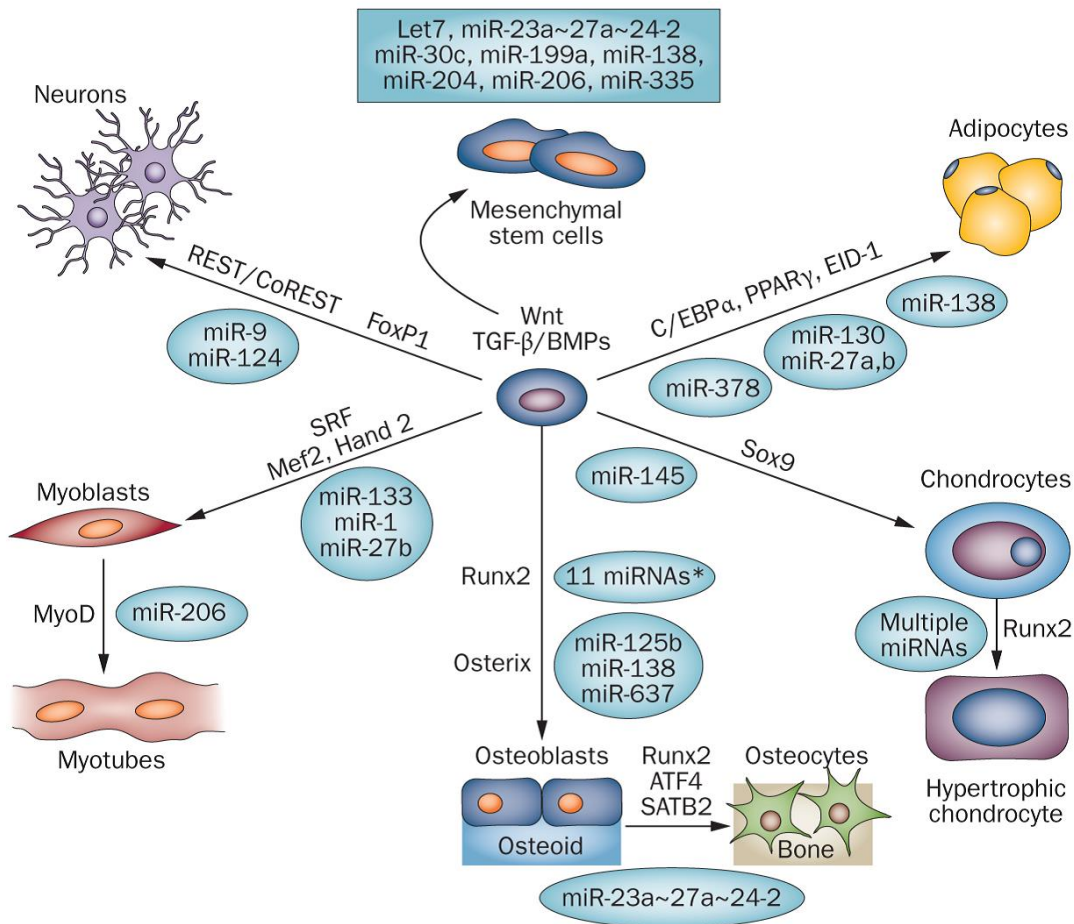 Let7, miR-23a~27a~24-2
miR-30c, miR-199a, miR-138,
miR-204, miR-206, miR-335
Neurons
Adipocytes
Mesenchymal
stem cells
REST/CoREST
FoxP1
miR-9
miR-124
Wnt
TGF-β/BMPs
C/EBPα, PPARγ, EID-1
miR-138
miR-130
miR-27a,b
miR-378
SRF
Mef2, Hand 2
miR-133
miR-1
miR-27b
miR-145
Sox9
Myoblasts
Chondrocytes
MyoD
miR-206
Runx2
11 miRNAs*
Osterix
miR-125b
miR-138
miR-637
Multiple
miRNAs
Runx2
Myotubes
Osteoblasts
Osteoid
Runx2
ATF4
SATB2
Osteocytes
Bone
Hypertrophic
chondrocyte
miR-23a~27a~24-2